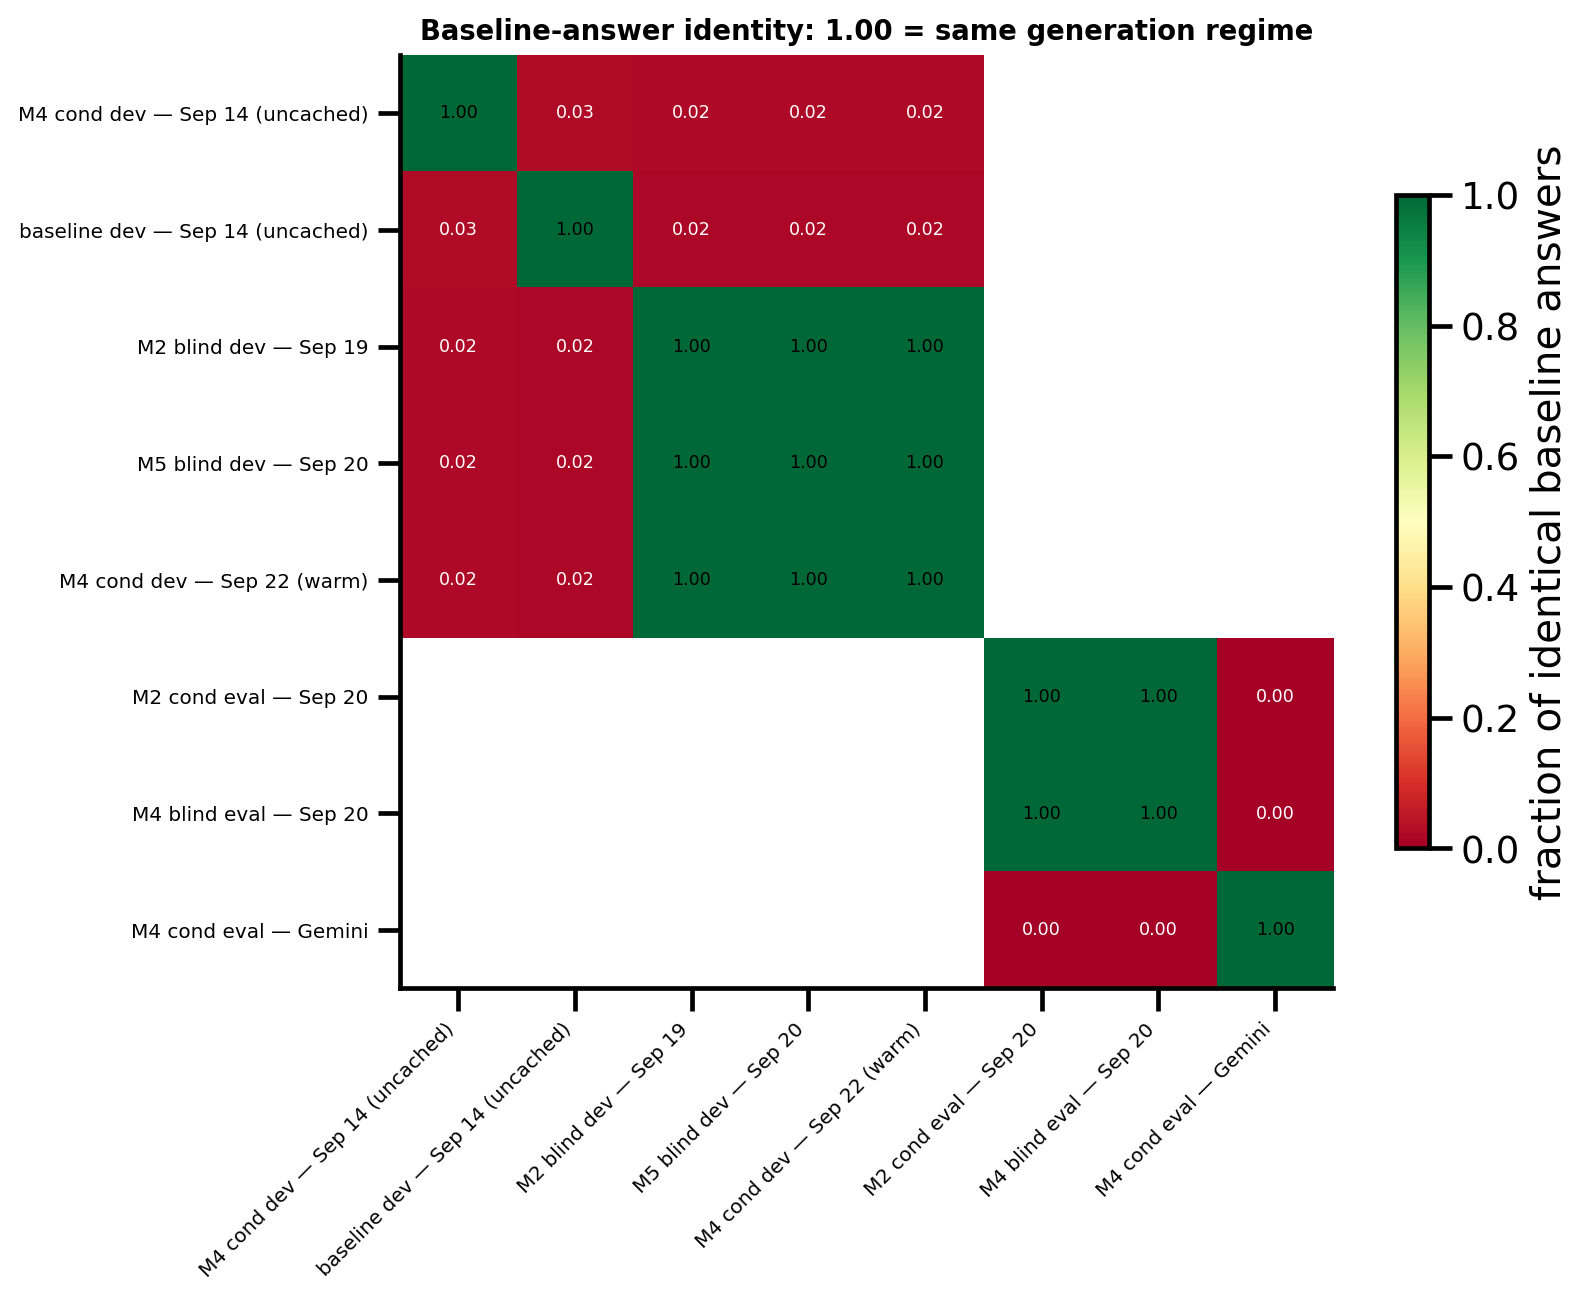 Baseline-answer identity: 1.00 = same generation regime
M4 cond dev — Sep 14 (uncached)
1.00 0.03 0.02 0.02 0.02
baseline dev — Sep 14 (uncached)
0.03 1.00 0.02 0.02 0.02
M2 blind dev — Sep 19
0.02 0.02 1.00 1.00 1.00
M5 blind dev — Sep 20
0.02 0.02 1.00 1.00 1.00
M4 cond dev — Sep 22 (warm)
0.02 0.02 1.00 1.00 1.00
M2 cond eval — Sep 20
1.00 1.00 0.00
M4 blind eval — Sep 20
1.00 1.00 0.00
M4 cond eval — Gemini
0.00 0.00 1.00
M4 cond dev — Sep 14 (uncached)
baseline dev — Sep 14 (uncached)
M2 blind dev — Sep 19
M5 blind dev — Sep 20
M4 cond dev — Sep 22 (warm)
M2 cond eval — Sep 20
M4 blind eval — Sep 20
M4 cond eval — Gemini
1.0
0.8
0.6
0.4
0.2
0.0
fraction of identical baseline answers